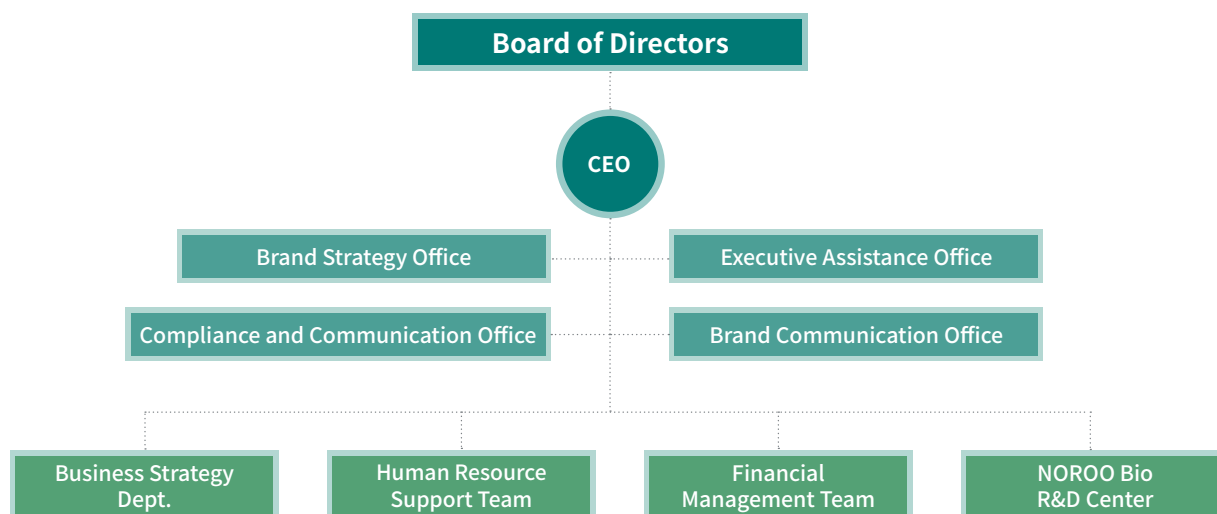 Board of Directors
CEO
Brand Strategy Office
Executive Assistance Office
Compliance and Communication Office
Brand Communication Office
Business Strategy
Dept.
Human Resource
Support Team
Financial
Management Team
NOROO Bio
R&D Center